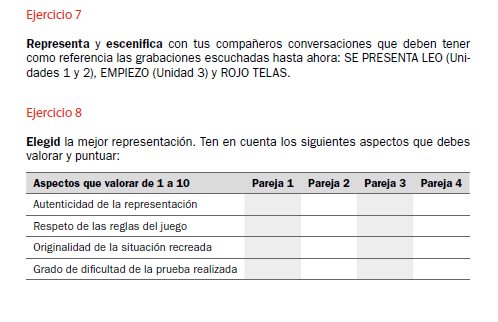 Ejercicio 7
Representa y escenifica con tus compañeros conversaciones que deben tener
como referencia las grabaciones escuchadas hasta ahora: SE PRESENTA LEO (Uni-
dades 1 y 2), EMPIEZO (Unidad 3) y ROJO TELAS.
Ejercicio 8
Elegid la mejor representación. Ten en cuenta los siguientes aspectos que debes
valorar y puntuar:
Aspectos que valorar de 1 a 10 Pareja 1 Pareja 2 Pareja 3 Pareja 4
Autenticidad de la representación
Respeto de las reglas del juego
Originalidad de la situación recreada
Grado de dificultad de la prueba realizada